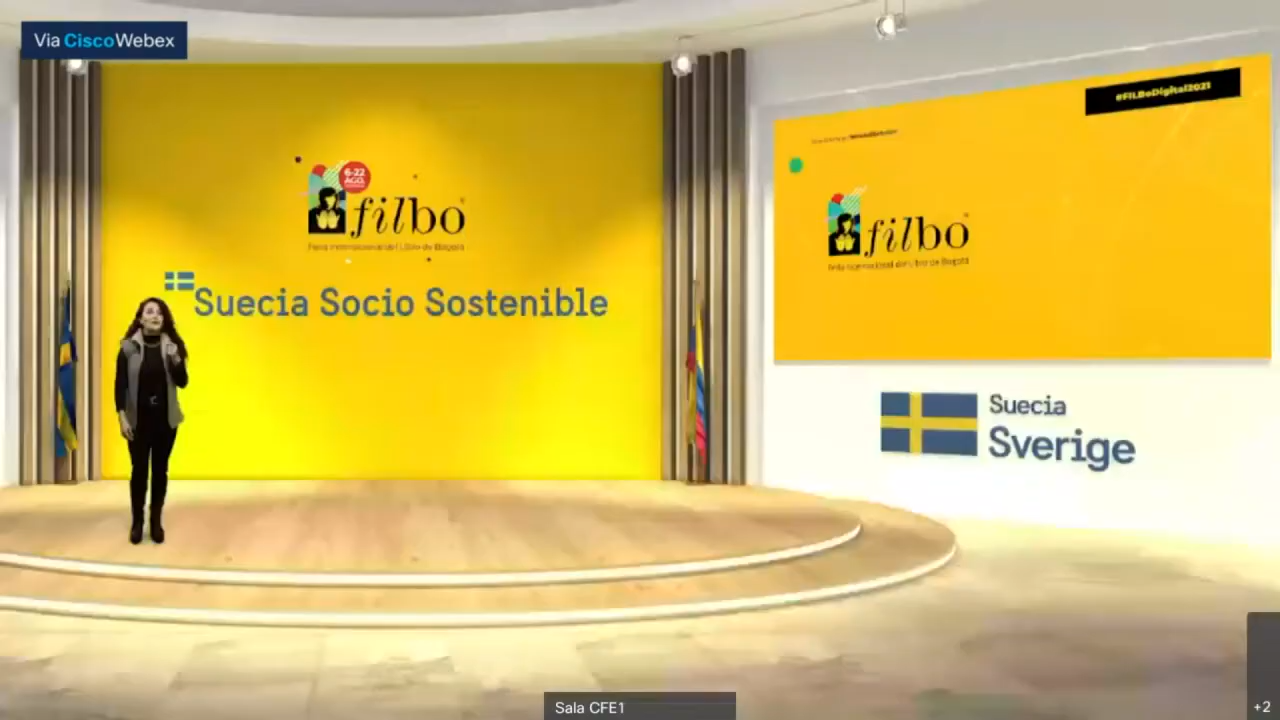 Via CiscoWebex
#FILBoDigital2021
6-22
AGO.
filbo
Feria Internacional del Libro de Bogotá
Suecia Socio Sostenible
filbo
Feria Internacional del Libro de Bogotá
Suecia
Sverige
Sala CFE1
+2